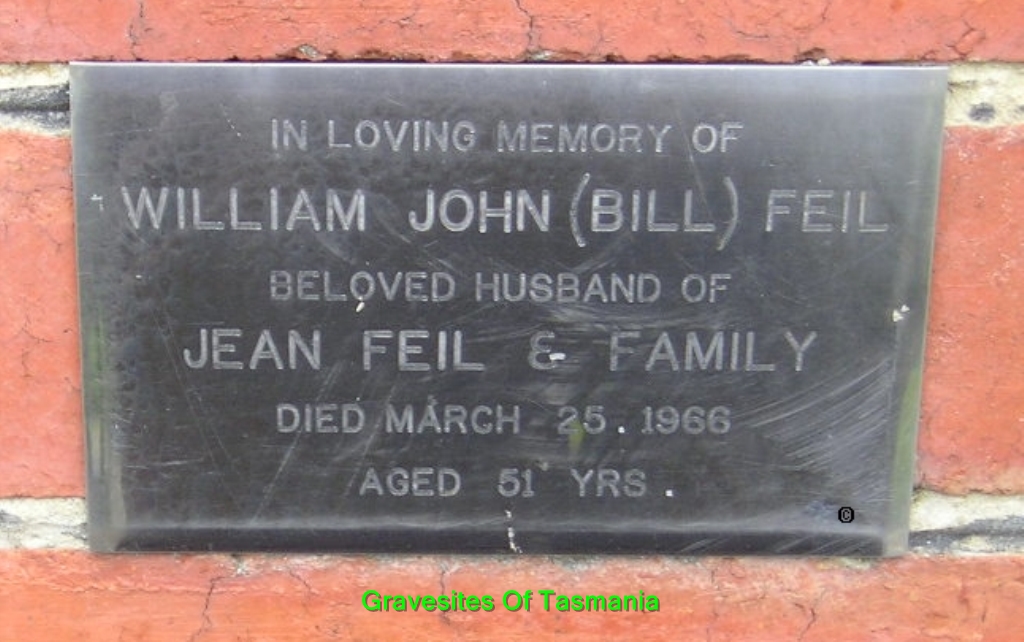 IN LOVING MEMORY OF
WILLIAM JOHN (BILL) FEIL
BELOVED HUSBAND OF
JEAN FEIL & FAMILY
DIED MARCH 25. 1966
AGED 51 YRS.
©
Gravesites Of Tasmania